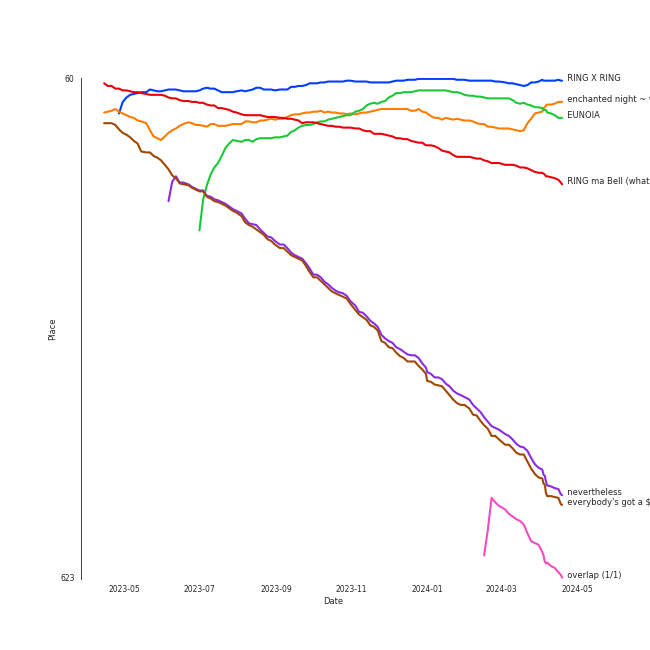 60
RING X RING
enchanted night ~
EUNOIA
RING ma Bell (what
Place
nevertheless
everybody's got a $
overlap (1/1)
623
2023-05
2023-07
2023-09
2023-11
2024-01
2024-03
2024-05
Date